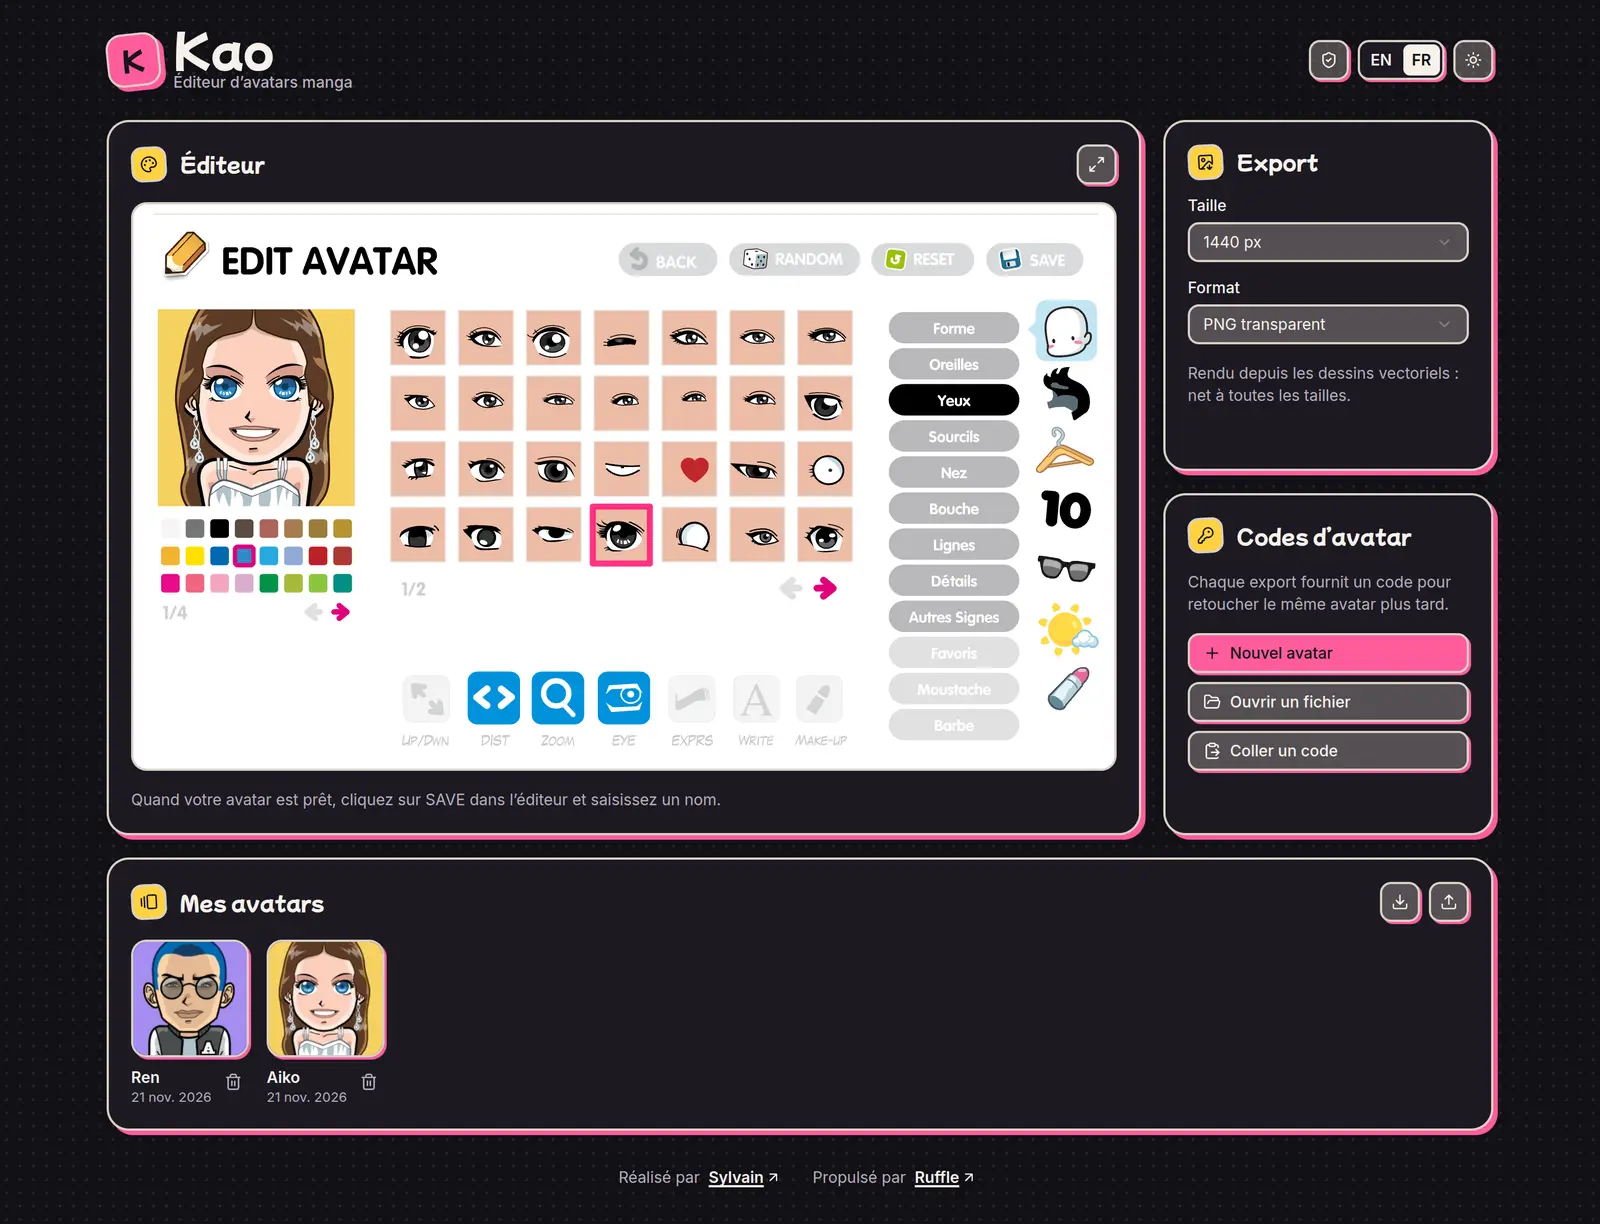 K
Kao
Éditeur d’avatars manga
EN
FR
Éditeur
EDIT AVATAR
BACK
RANDOM
RESET
SAVE
1/4
1/2
UP/DWN
DIST
ZOOM
EYE
EXPRS
A
WRITE
MAKE-UP
Forme
Oreilles
Yeux
Sourcils
Nez
Bouche
Lignes
Détails
Autres Signes
Favoris
Moustache
Barbe
10
Quand votre avatar est prêt, cliquez sur SAVE dans l’éditeur et saisissez un nom.
Export
Taille
1440 px
Format
PNG transparent
Rendu depuis les dessins vectoriels :
net à toutes les tailles.
Codes d’avatar
Chaque export fournit un code pour
retoucher le même avatar plus tard.
Nouvel avatar
Ouvrir un fichier
Coller un code
Mes avatars
Ren
21 nov. 2026
Aiko
21 nov. 2026
Réalisé par Sylvain
Propulsé par Ruffle